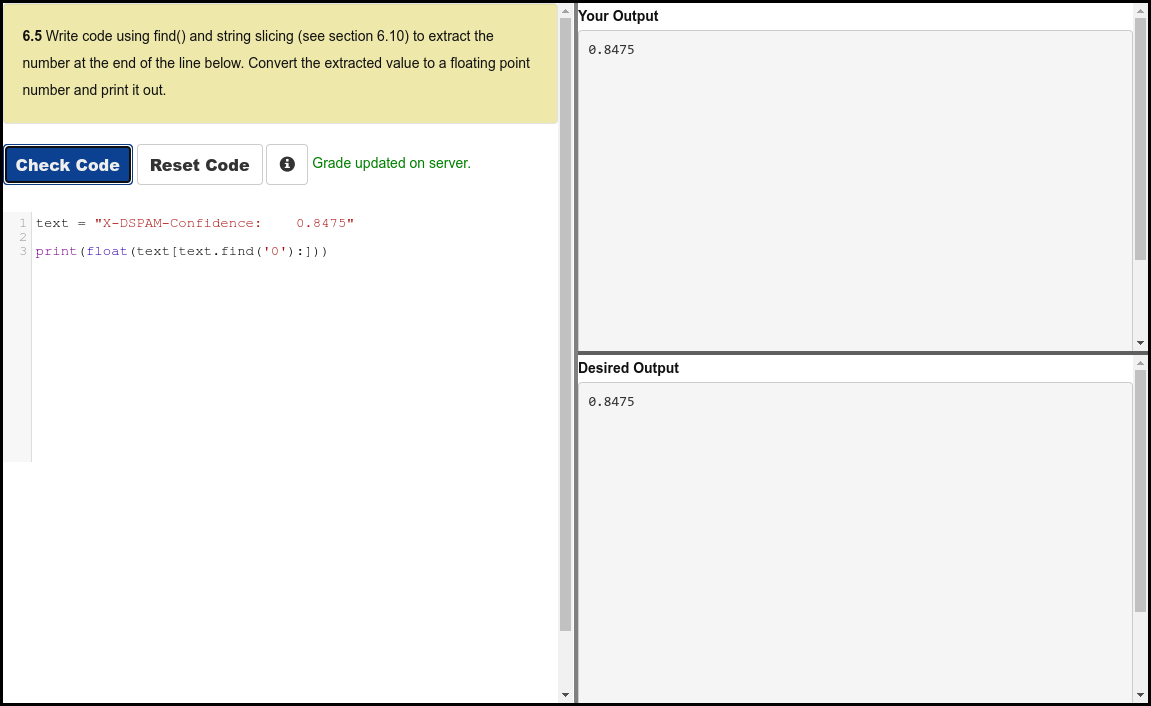 6.5 Write code using find() and string slicing (see section 6.10) to extract the
number at the end of the line below. Convert the extracted value to a floating point
number and print it out.
Check Code Reset Code Grade updated on server.
1 text = "X-DSPAM-Confidence:    0.8475"
2
3 print(float(text[text.find('0'):]))
Your Output
0.8475
Desired Output
0.8475